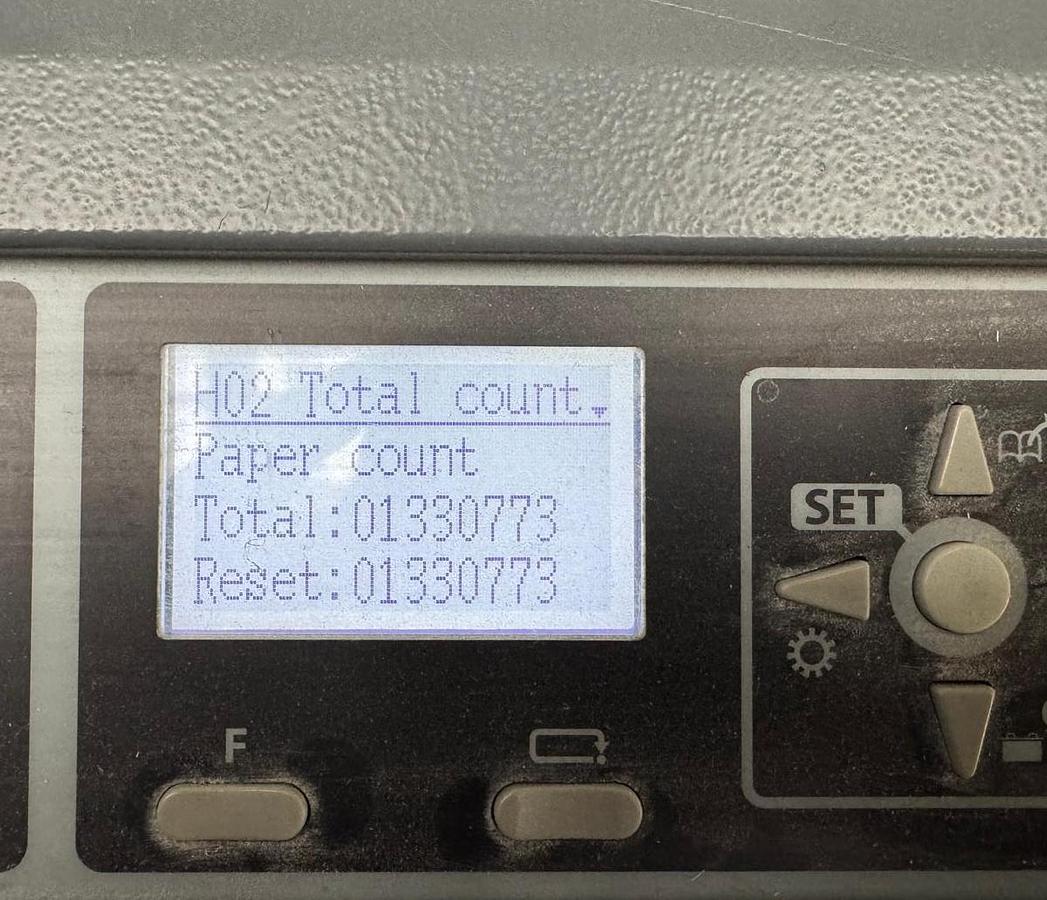 H02 Total count.
Paper count
Total:01330773
Reset:01330773
SET
F